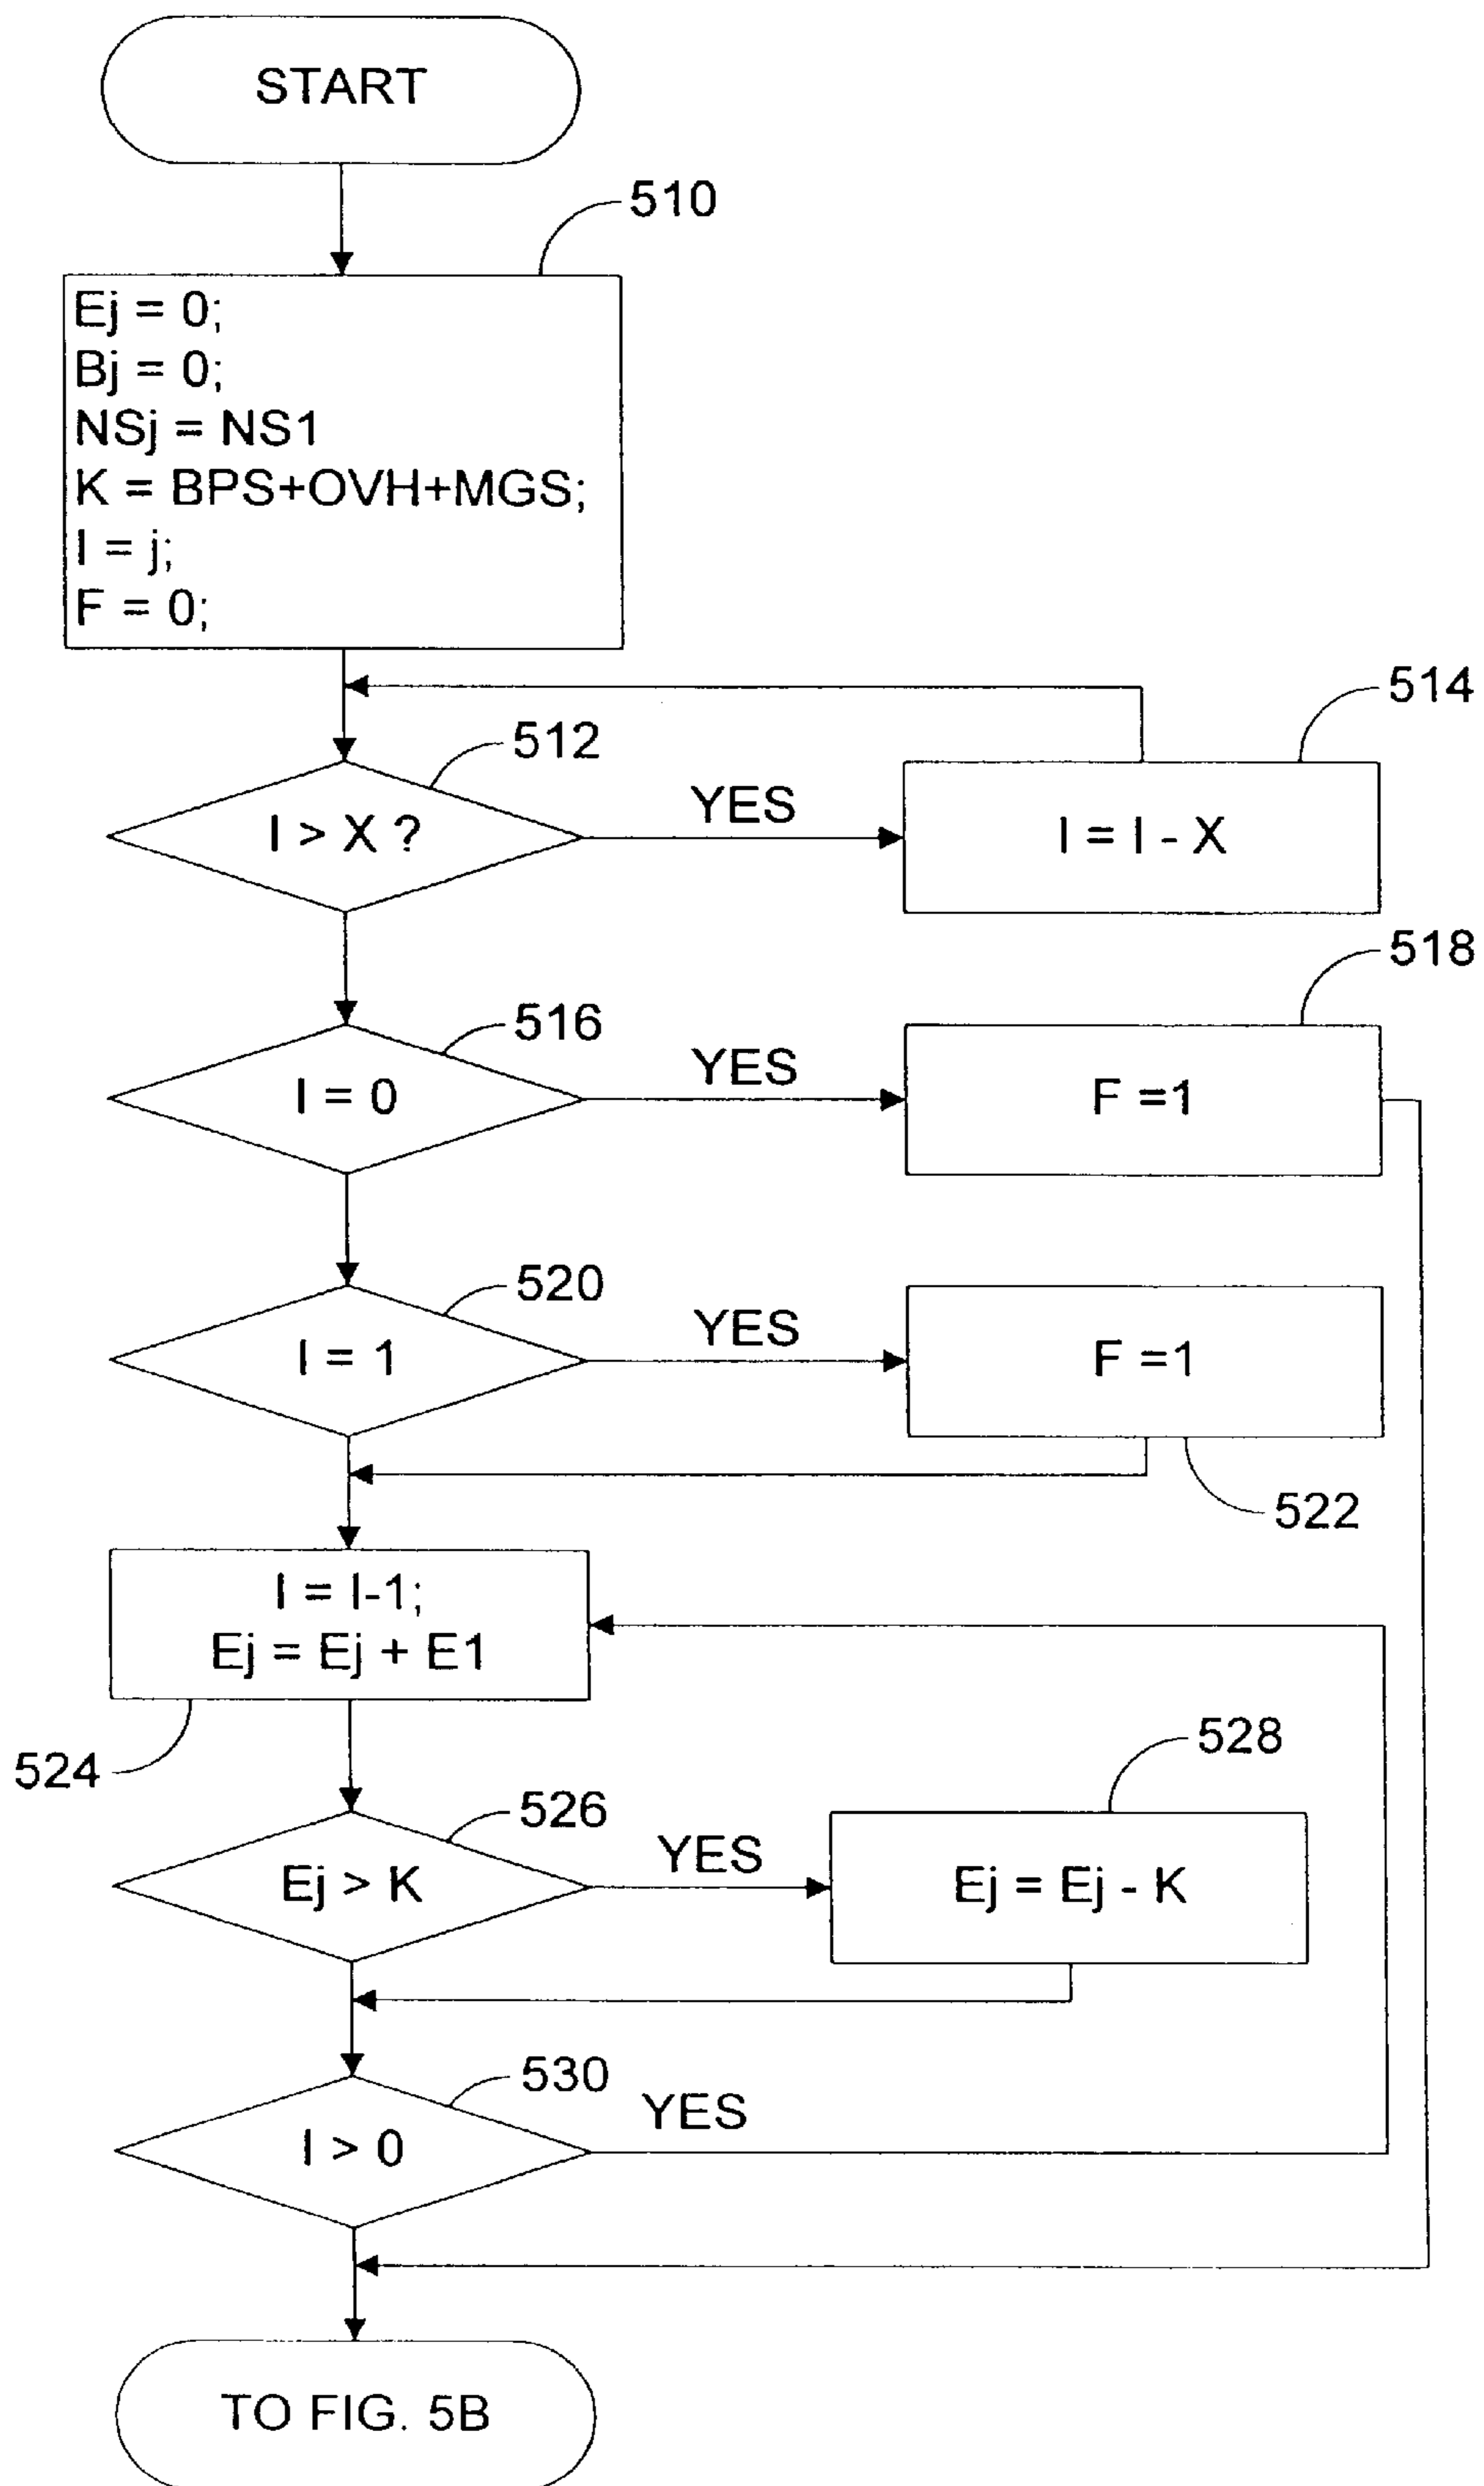 START
510
Ej = 0;
Bj = 0;
NSj = NS1
K = BPS+OVH+MGS;
I = j;
F = 0;
514
512
I > X ?
YES
I = I - X
518
516
I = 0
YES
F =1
520
I = 1
YES
F =1
522
I = I-1;
Ej = Ej + E1
524
528
526
Ej > K
YES
Ej = Ej - K
530
I > 0
YES
TO FIG. 5B